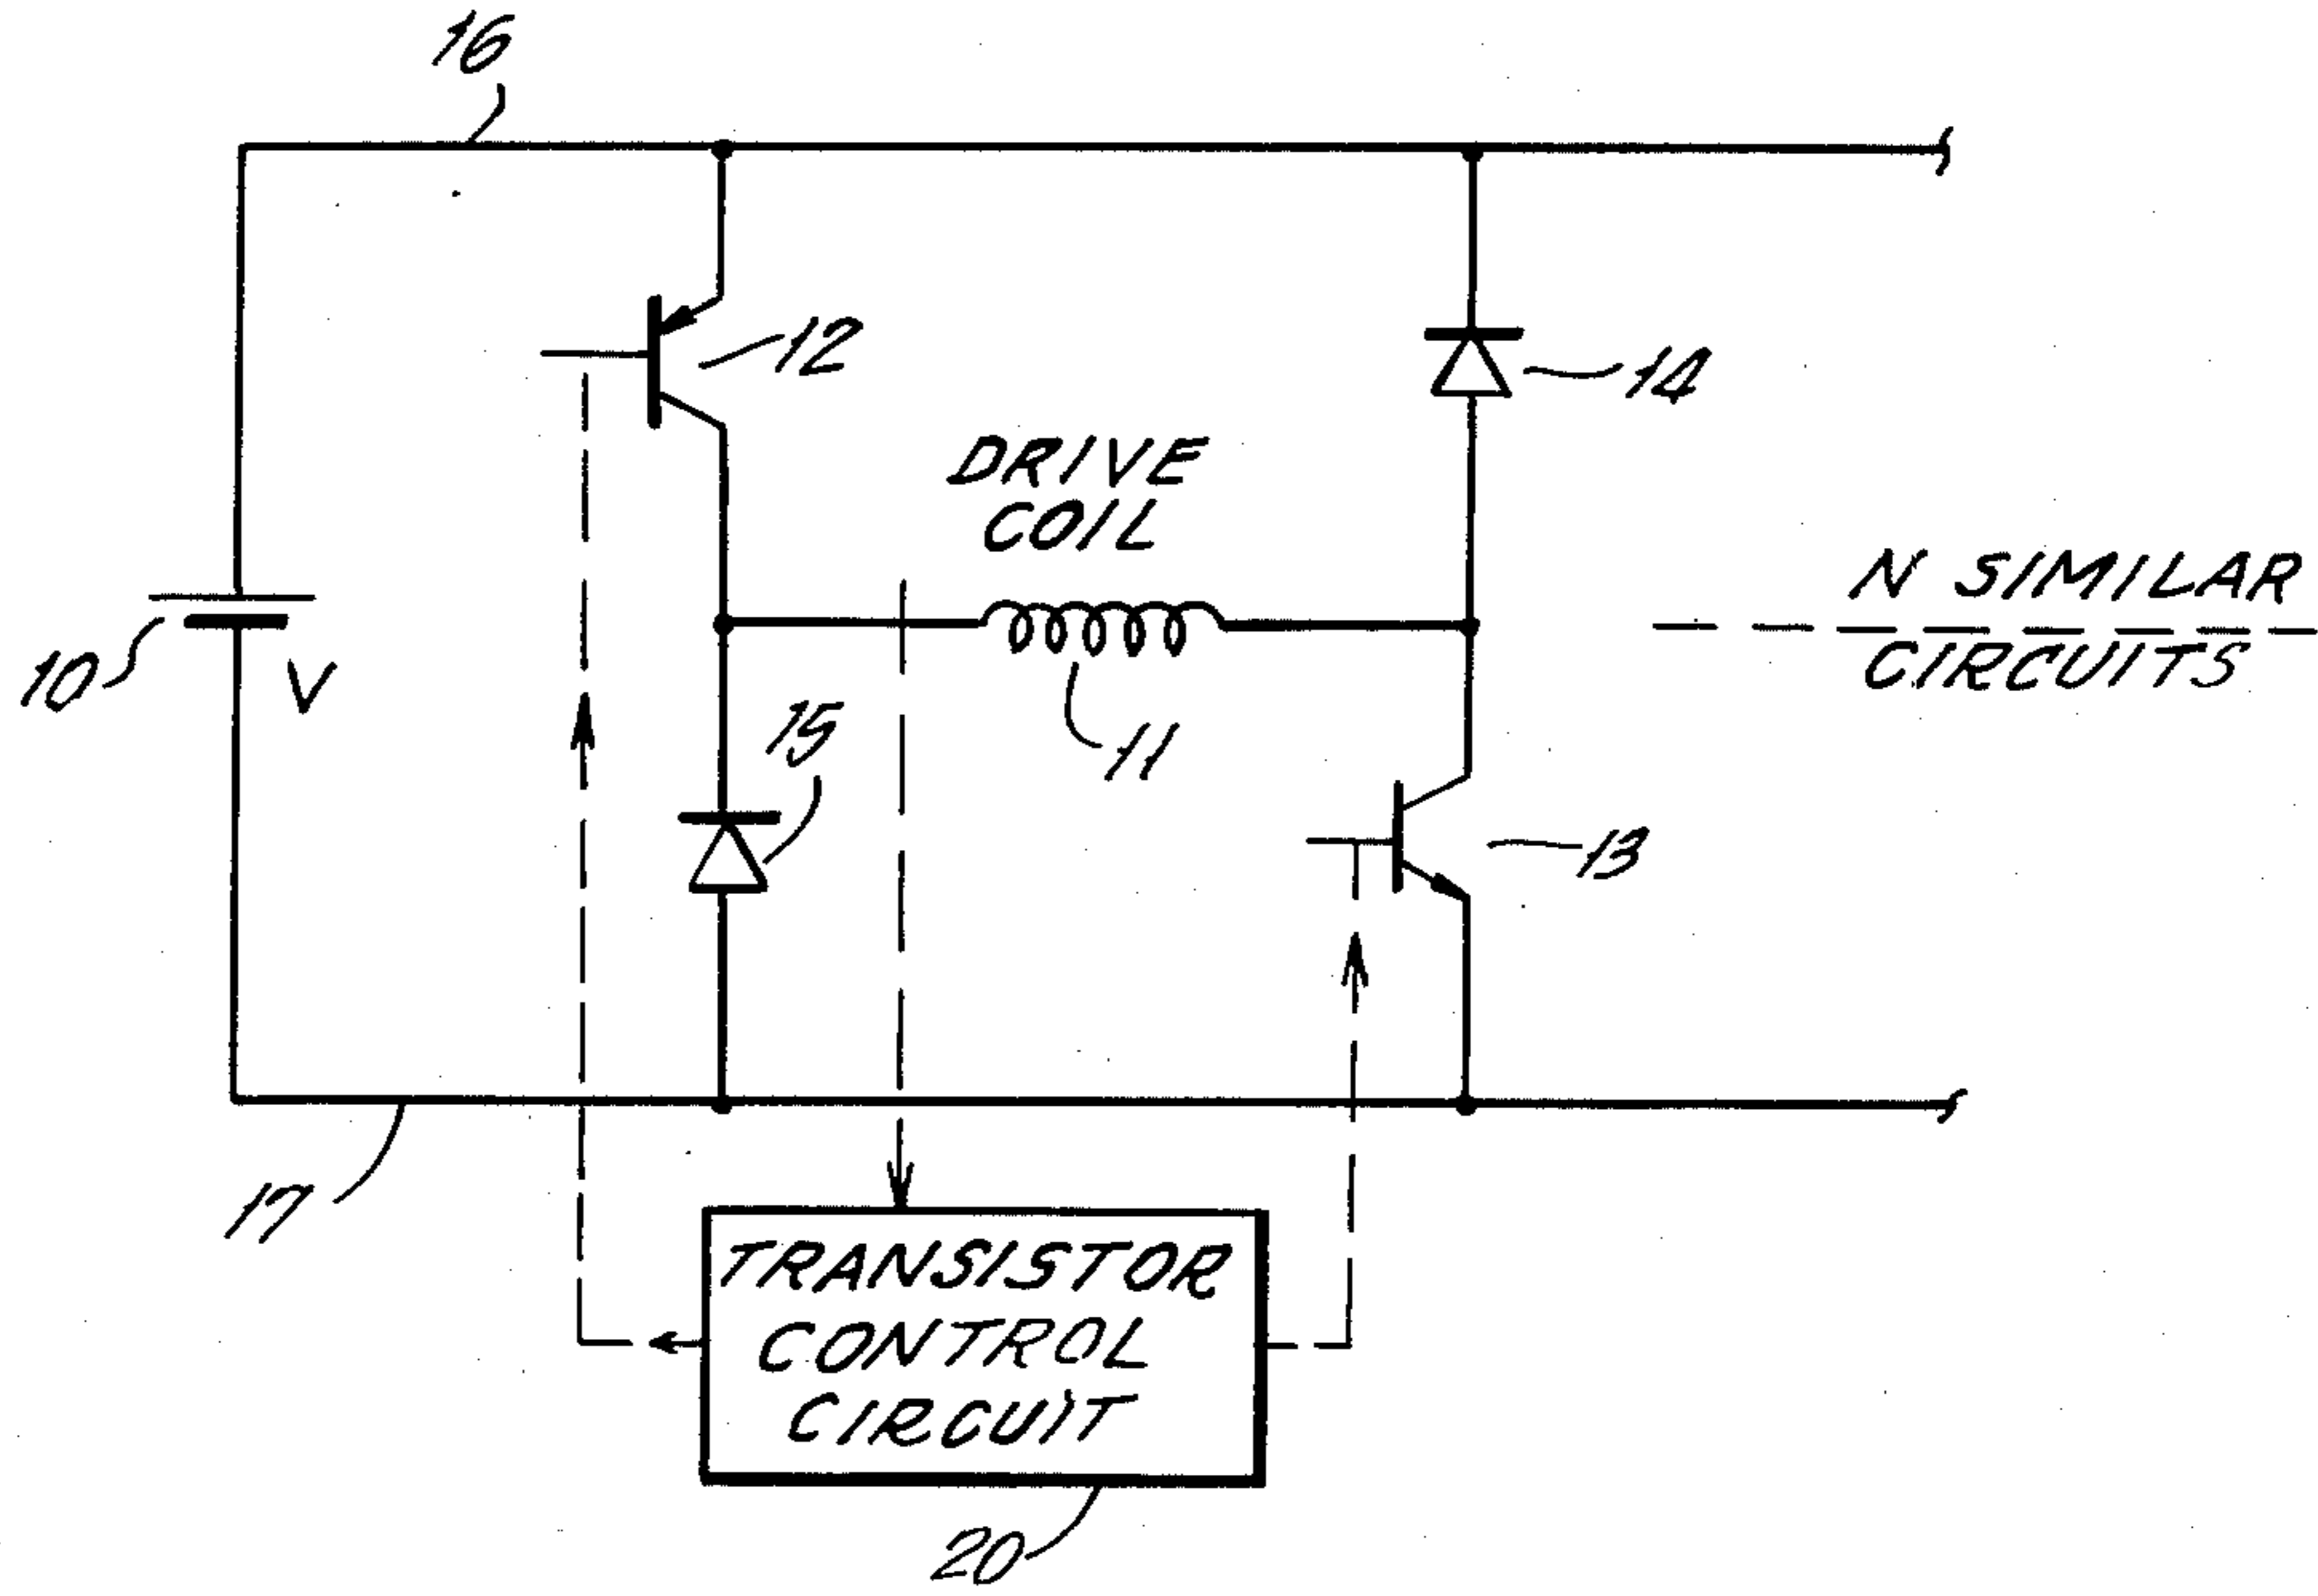 16
12
14
DRIVE
COIL
N SIMILAR
CIRCUITS
10
V
15
11
13
17
TRANSISTOR
CONTROL
CIRCUIT
20